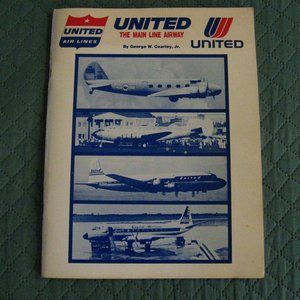 UNITED
AIR LINES
UNITED
THE MAIN LINE AIRWAY
By George W. Cearley, Jr.
UNITED